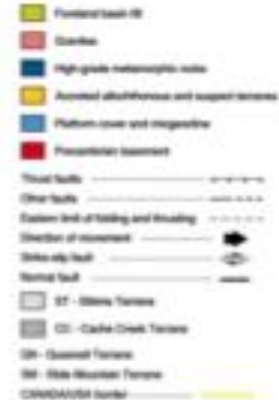 Foreland basin fill
Granites
High-grade metamorphic rocks
Accreted allochthonous and suspect terranes
Platform cover and miogeocline
Precambrian basement
Thrust faults
Other faults
Eastern limit of folding and thrusting
Direction of movement
Strike-slip fault
Normal fault
ST - Stikine Terrane
CC - Cache Creek Terrane
QN - Quesnell Terrane
SM - Slide Mountain Terrane
CANADA/USA border